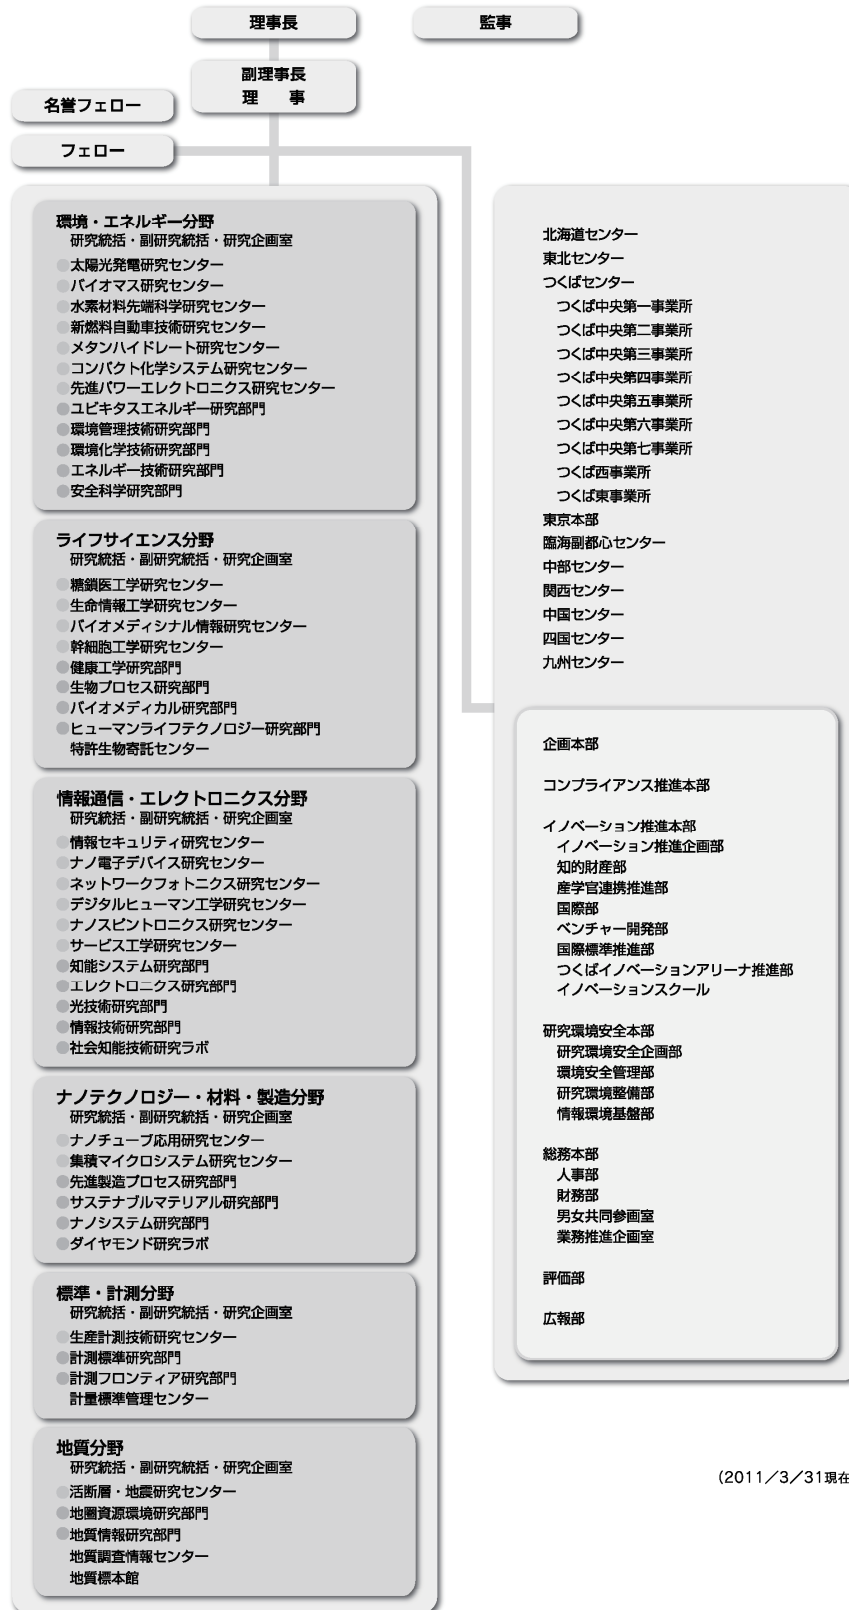 理事長
監事
副理事長
理　事
名誉フェロー
フェロー
環境・エネルギー分野
研究統括・副研究統括・研究企画室
太陽光発電研究センター
バイオマス研究センター
水素材料先端科学研究センター
新燃料自動車技術研究センター
メタンハイドレート研究センター
コンパクト化学システム研究センター
先進パワーエレクトロニクス研究センター
ユビキタスエネルギー研究部門
環境管理技術研究部門
環境化学技術研究部門
エネルギー技術研究部門
安全科学研究部門
ライフサイエンス分野
研究統括・副研究統括・研究企画室
糖鎖医工学研究センター
生命情報工学研究センター
バイオメディシナル情報研究センター
幹細胞工学研究センター
健康工学研究部門
生物プロセス研究部門
バイオメディカル研究部門
ヒューマンライフテクノロジー研究部門
特許生物寄託センター
情報通信・エレクトロニクス分野
研究統括・副研究統括・研究企画室
情報セキュリティ研究センター
ナノ電子デバイス研究センター
ネットワークフォトニクス研究センター
デジタルヒューマン工学研究センター
ナノスピントロニクス研究センター
サービス工学研究センター
知能システム研究部門
エレクトロニクス研究部門
光技術研究部門
情報技術研究部門
社会知能技術研究ラボ
ナノテクノロジー・材料・製造分野
研究統括・副研究統括・研究企画室
ナノチューブ応用研究センター
集積マイクロシステム研究センター
先進製造プロセス研究部門
サステナブルマテリアル研究部門
ナノシステム研究部門
ダイヤモンド研究ラボ
標準・計測分野
研究統括・副研究統括・研究企画室
生産計測技術研究センター
計測標準研究部門
計測フロンティア研究部門
計量標準管理センター
地質分野
研究統括・副研究統括・研究企画室
活断層・地震研究センター
地圏資源環境研究部門
地質情報研究部門
地質調査情報センター
地質標本館
北海道センター
東北センター
つくばセンター
つくば中央第一事業所
つくば中央第二事業所
つくば中央第三事業所
つくば中央第四事業所
つくば中央第五事業所
つくば中央第六事業所
つくば中央第七事業所
つくば西事業所
つくば東事業所
東京本部
臨海副都心センター
中部センター
関西センター
中国センター
四国センター
九州センター
企画本部
コンプライアンス推進本部
イノベーション推進本部
イノベーション推進企画部
知的財産部
産学官連携推進部
国際部
ベンチャー開発部
国際標準推進部
つくばイノベーションアリーナ推進部
イノベーションスクール
研究環境安全本部
研究環境安全企画部
環境安全管理部
研究環境整備部
情報環境基盤部
総務本部
人事部
財務部
男女共同参画室
業務推進企画室
評価部
広報部
（2011／3／31現在